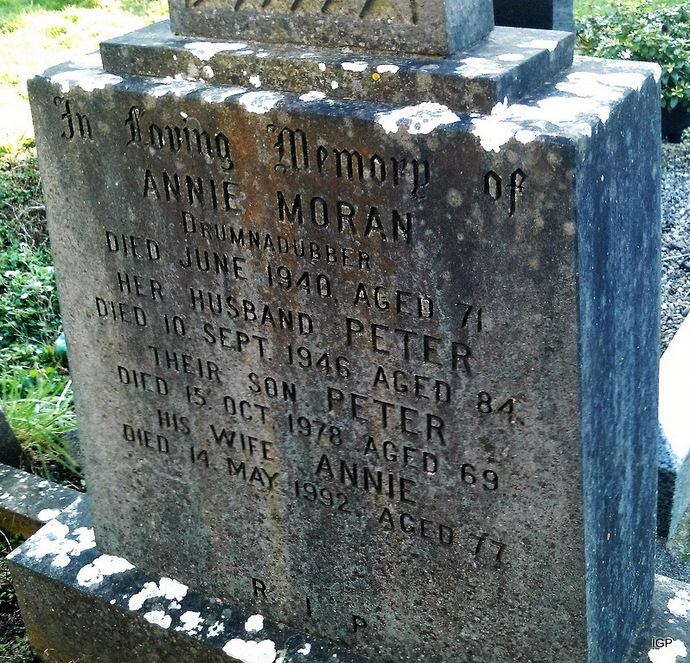 In Loving Memory of
ANNIE MORAN
DRUMNADUBBER
DIED JUNE 1940. AGED 71.
HER HUSBAND PETER
DIED 10. SEPT. 1946. AGED 84.
THEIR SON PETER
DIED 15. OCT 1978 AGED 69
HIS WIFE ANNIE
DIED 14. MAY 1992. AGED 77
R I P
IGP